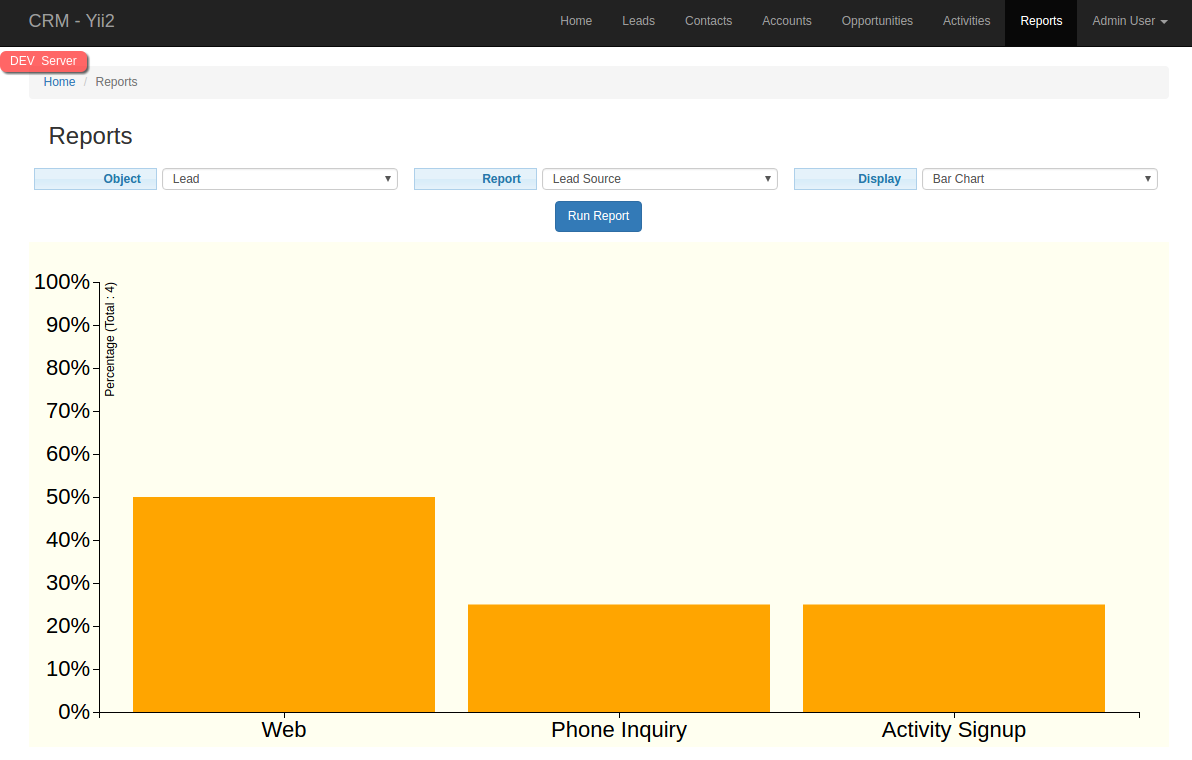 CRM - Yii2 Home Leads Contacts Accounts Opportunities Activities Reports Admin User
DEV Server
Home / Reports
Reports
Object Lead Report Lead Source Display Bar Chart
Run Report
100%
90%
80%
70%
60%
50%
40%
30%
20%
10%
0%
Percentage (Total : 4)
Web Phone Inquiry Activity Signup